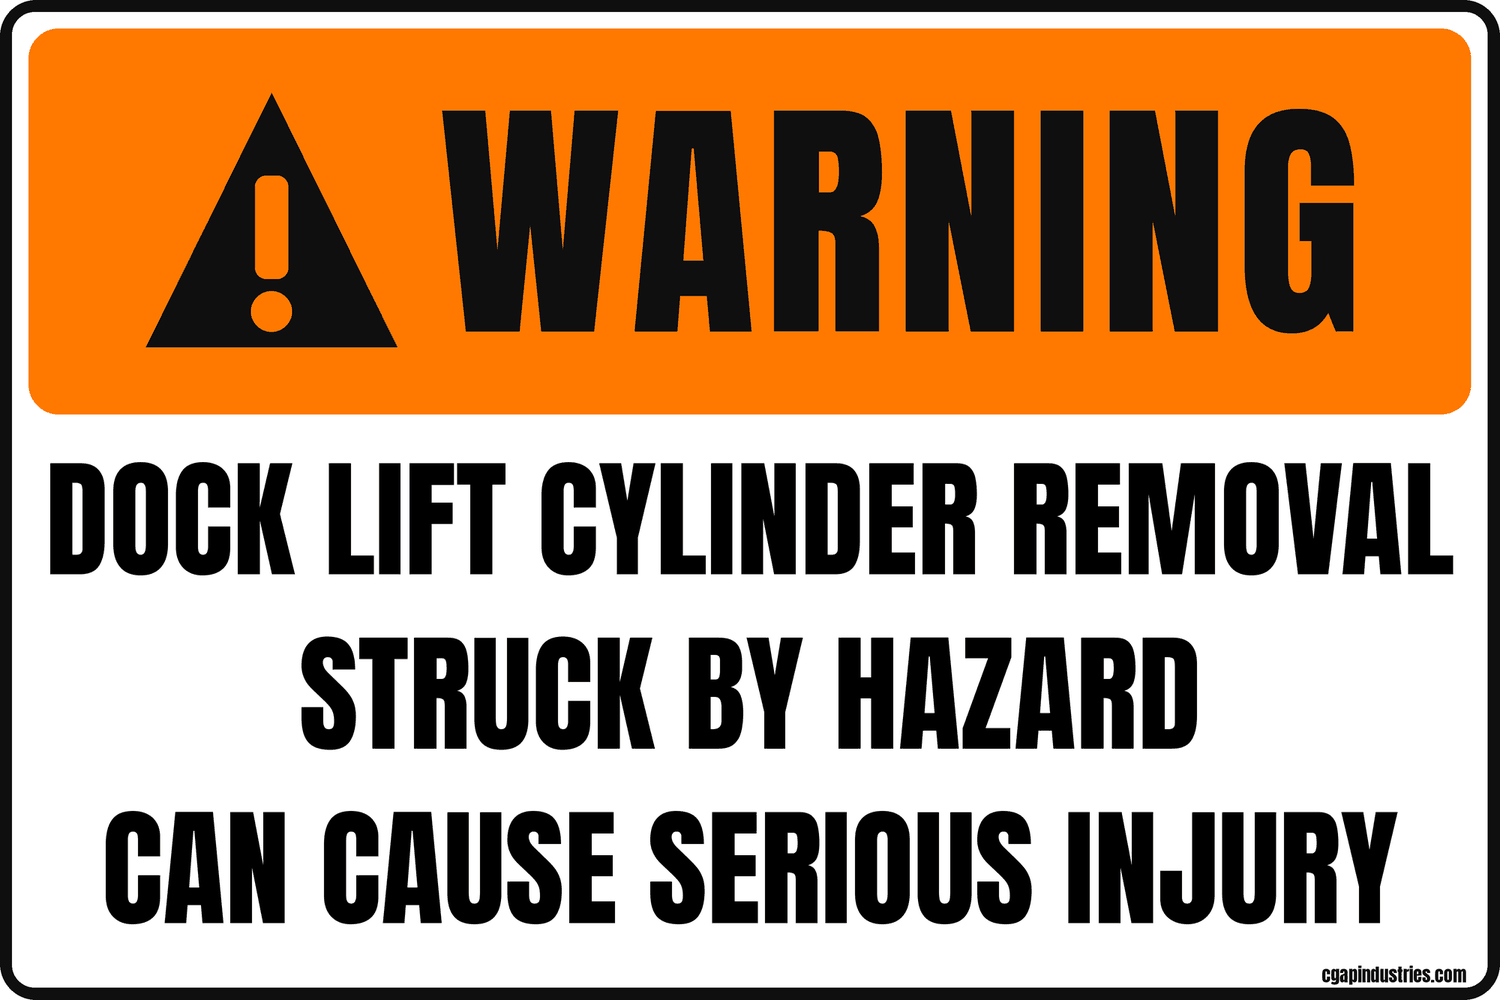 WARNING
DOCK LIFT CYLINDER REMOVAL
STRUCK BY HAZARD
CAN CAUSE SERIOUS INJURY
cgapindustries.com